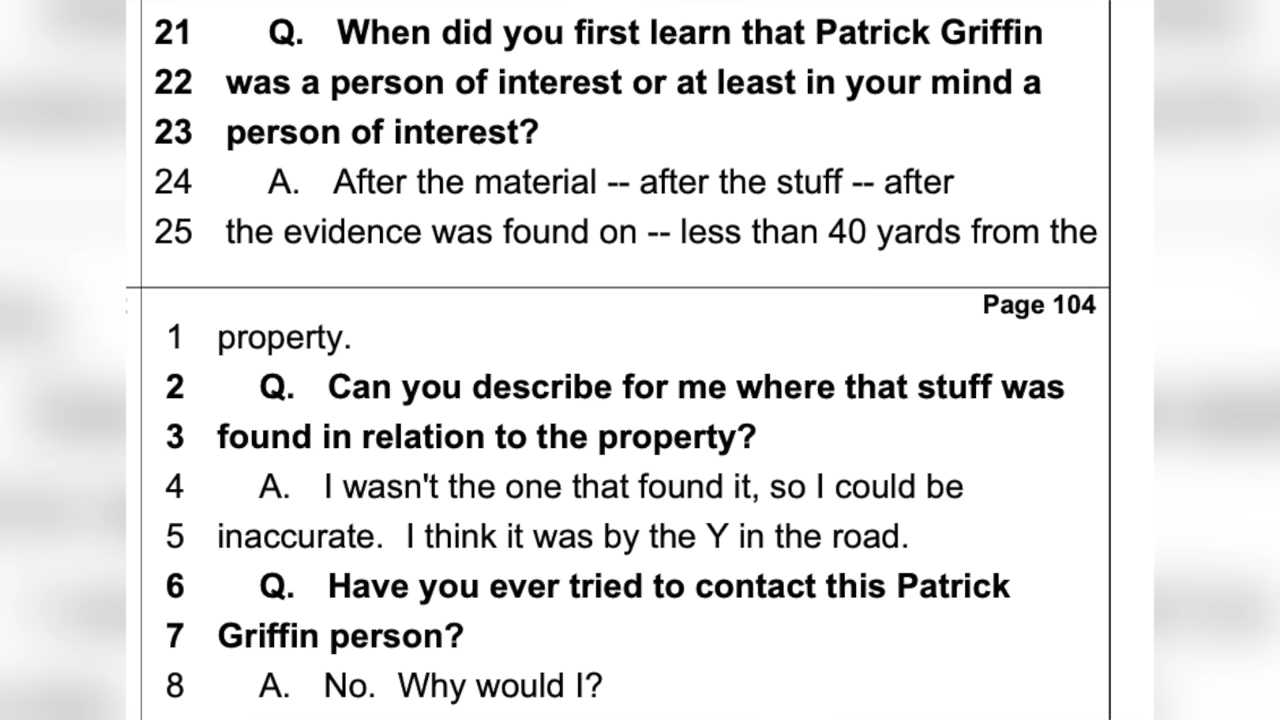 21 Q. When did you first learn that Patrick Griffin
22 was a person of interest or at least in your mind a
23 person of interest?
24 A. After the material -- after the stuff -- after
25 the evidence was found on -- less than 40 yards from the
Page 104
1 property.
2 Q. Can you describe for me where that stuff was
3 found in relation to the property?
4 A. I wasn't the one that found it, so I could be
5 inaccurate. I think it was by the Y in the road.
6 Q. Have you ever tried to contact this Patrick
7 Griffin person?
8 A. No. Why would I?